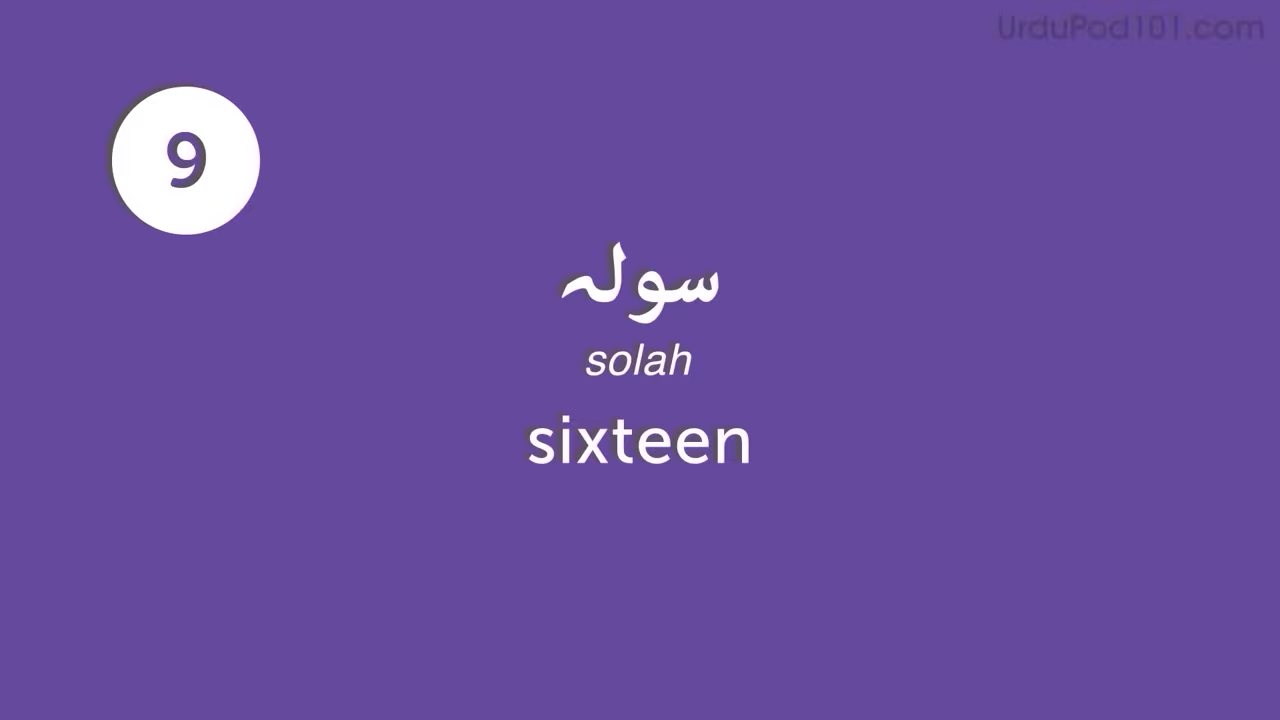 UrduPod101.com
9
سولہ
solah
sixteen